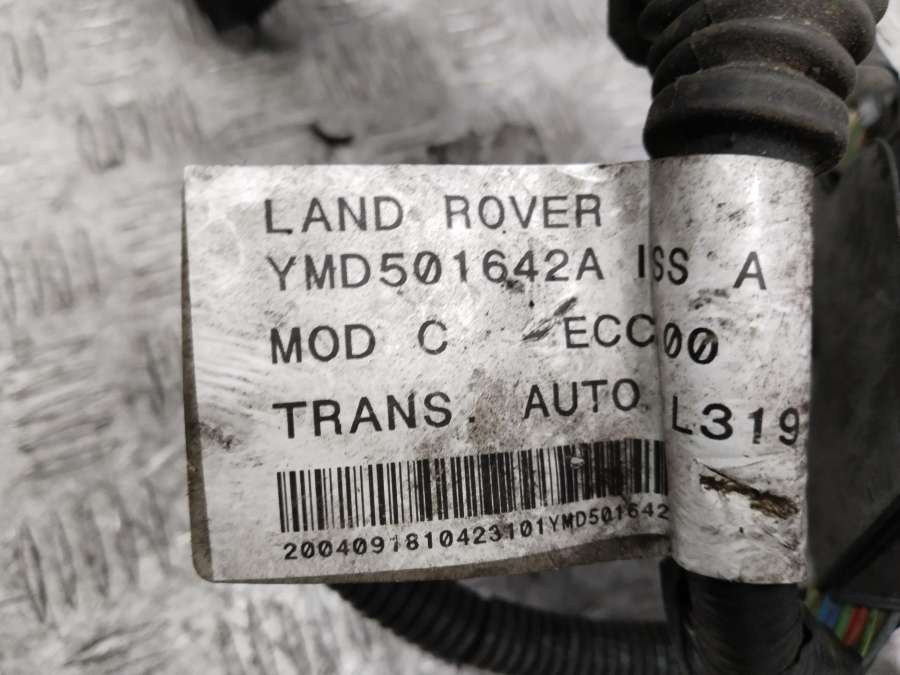 LAND ROVER
YMD501642A ISS A
MOD C ECC00
TRANS. AUTO L319
2004091810423101YMD501642